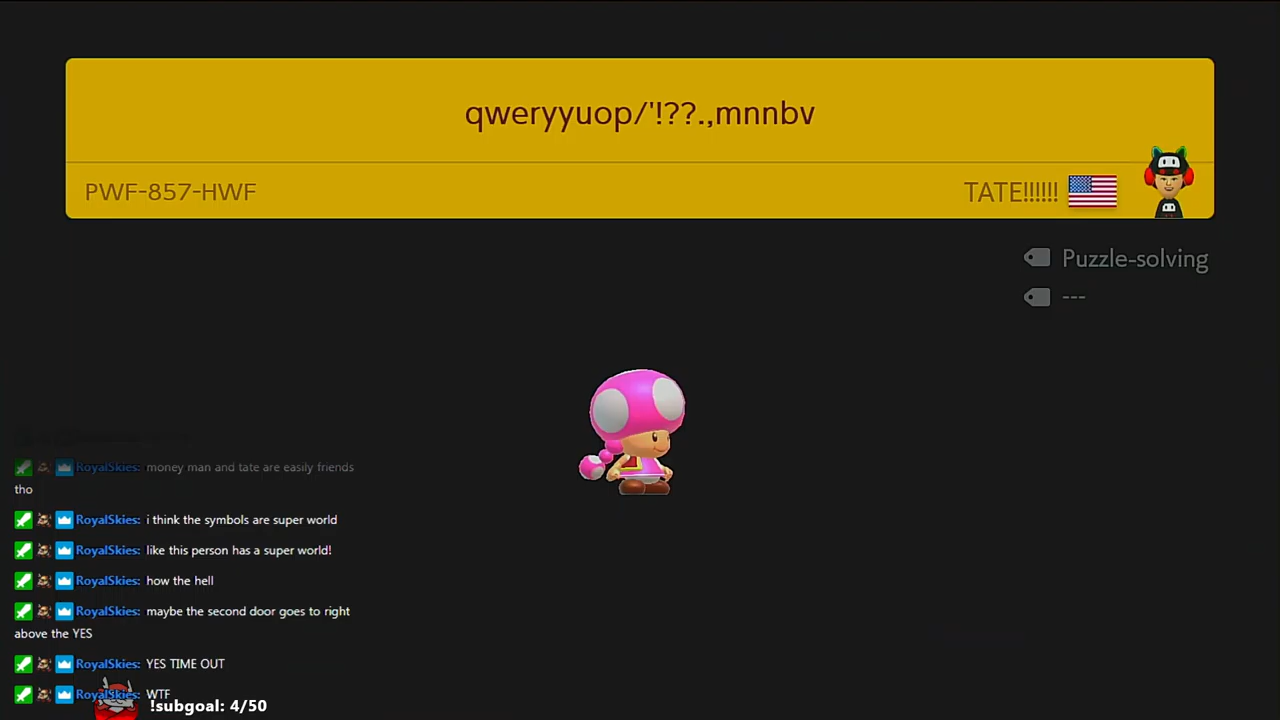 qweryyuop/'!??.,mnnbv
PWF-857-HWF
TATE!!!!!!
Puzzle-solving
---
RoyalSkies: money man and tate are easily friends
tho
RoyalSkies: i think the symbols are super world
RoyalSkies: like this person has a super world!
RoyalSkies: how the hell
RoyalSkies: maybe the second door goes to right
above the YES
RoyalSkies: YES TIME OUT
RoyalSkies: WTF
!subgoal: 4/50